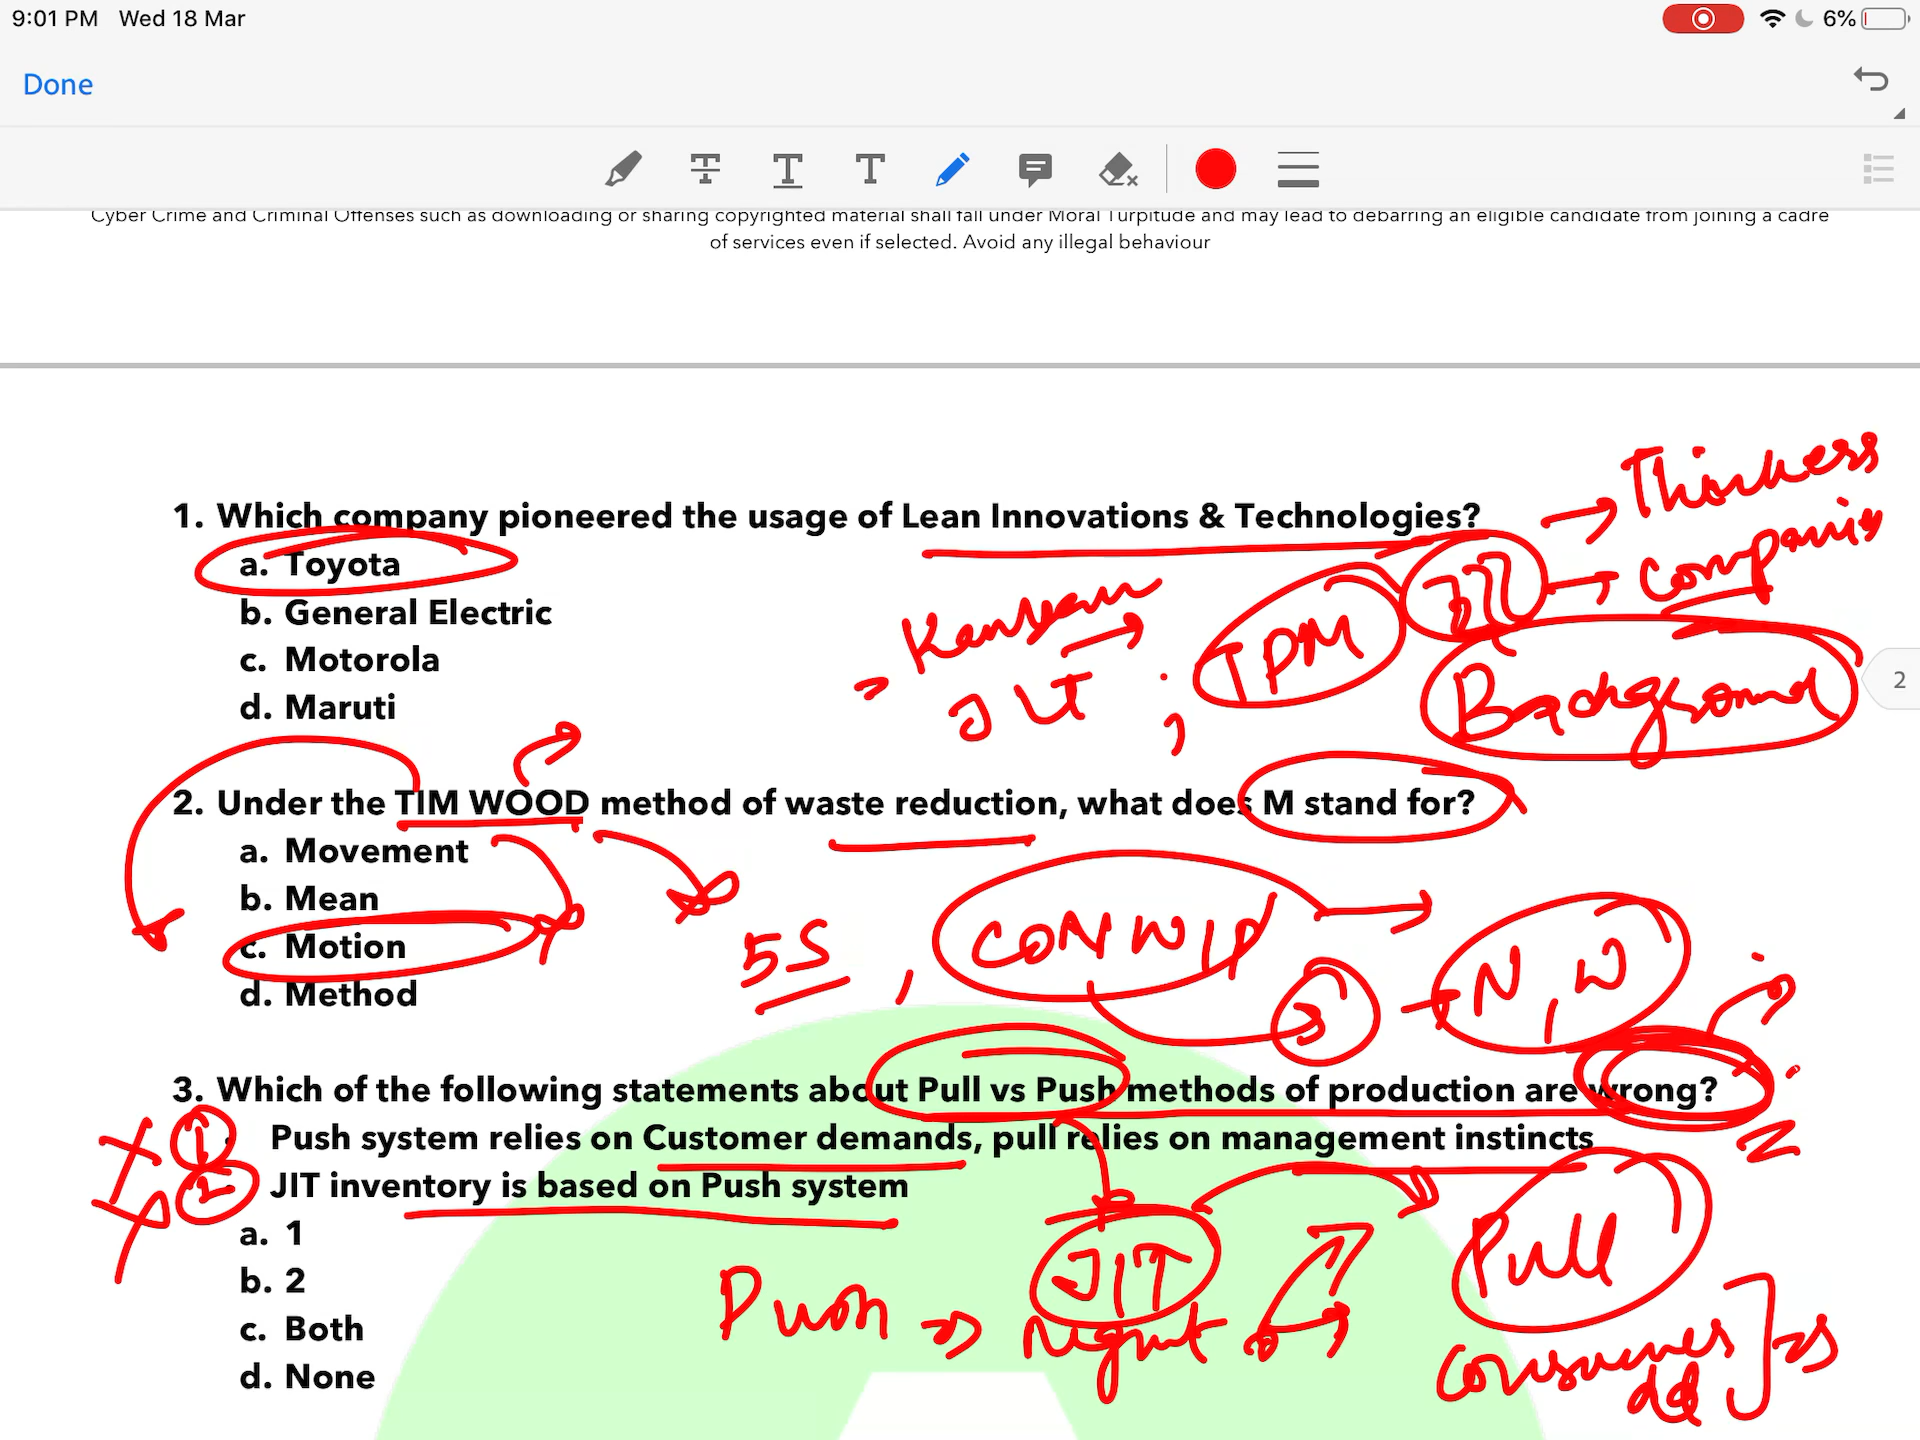 9:01 PM Wed 18 Mar
6%
Done
Cyber Crime and Criminal Offenses such as downloading or sharing copyrighted material shall fall under Moral Turpitude and may lead to debarring an eligible candidate from joining a cadre
of services even if selected. Avoid any illegal behaviour
2
1. Which company pioneered the usage of Lean Innovations & Technologies?
a. Toyota
b. General Electric
c. Motorola
d. Maruti
Thinkers
Companies
JIT ;
TPM
Background
2. Under the TIM WOOD method of waste reduction, what does M stand for?
a. Movement
b. Mean
c. Motion
d. Method
5S , CONWIP
3
N, W
3. Which of the following statements about Pull vs Push methods of production are wrong?
1 Push system relies on Customer demands, pull relies on management instincts
2 JIT inventory is based on Push system
a. 1
b. 2
c. Both
d. None
JIT
Pull
Push
dd